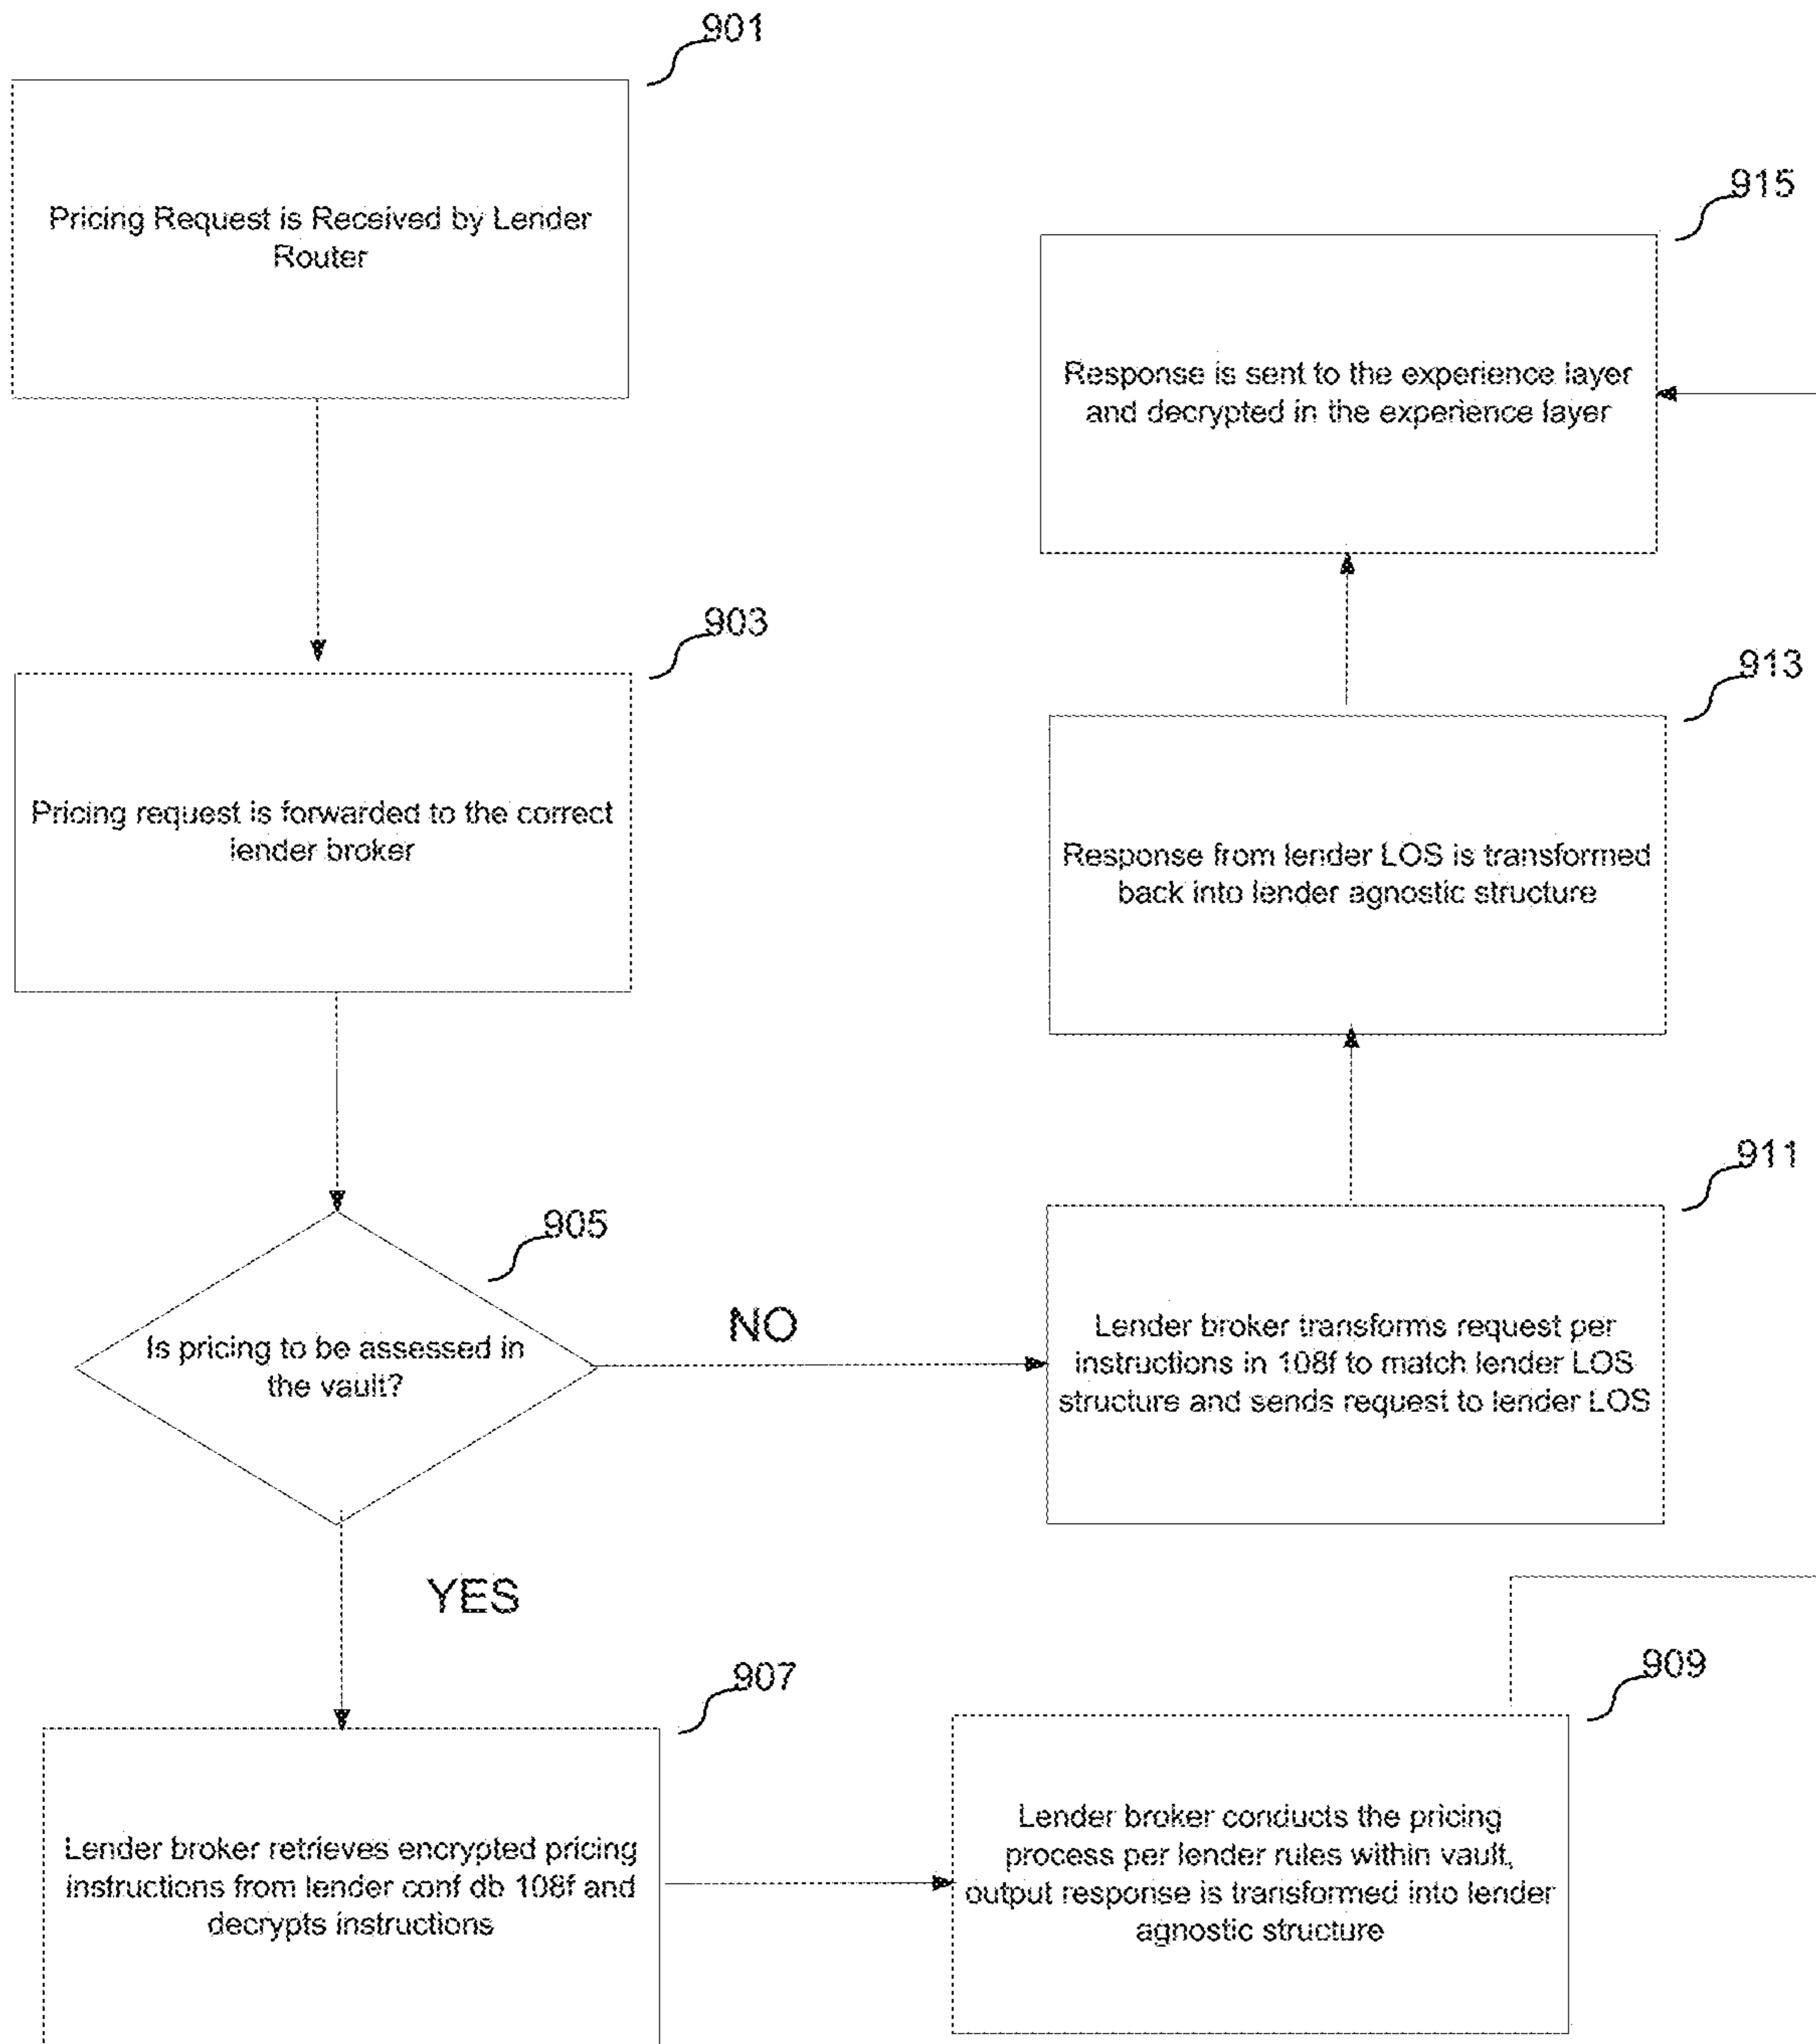 901
Pricing Request is Received by Lender
Router
903
Pricing request is forwarded to the correct
lender broker
905
Is pricing to be assessed in
the vault?
NO
YES
907
Lender broker retrieves encrypted pricing
instructions from lender conf db 108f and
decrypts instructions
909
Lender broker conducts the pricing
process per lender rules within vault,
output response is transformed into lender
agnostic structure
911
Lender broker transforms request per
instructions in 108f to match lender LOS
structure and sends request to lender LOS
913
Response from lender LOS is transformed
back into lender agnostic structure
915
Response is sent to the experience layer
and decrypted in the experience layer